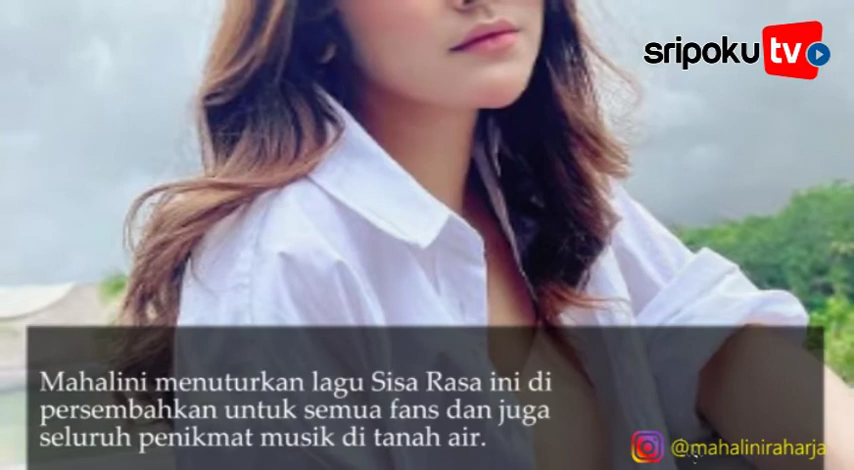 sripoku tv
Mahalini menuturkan lagu Sisa Rasa ini di
persembahkan untuk semua fans dan juga
seluruh penikmat musik di tanah air.
@mahaliniraharja